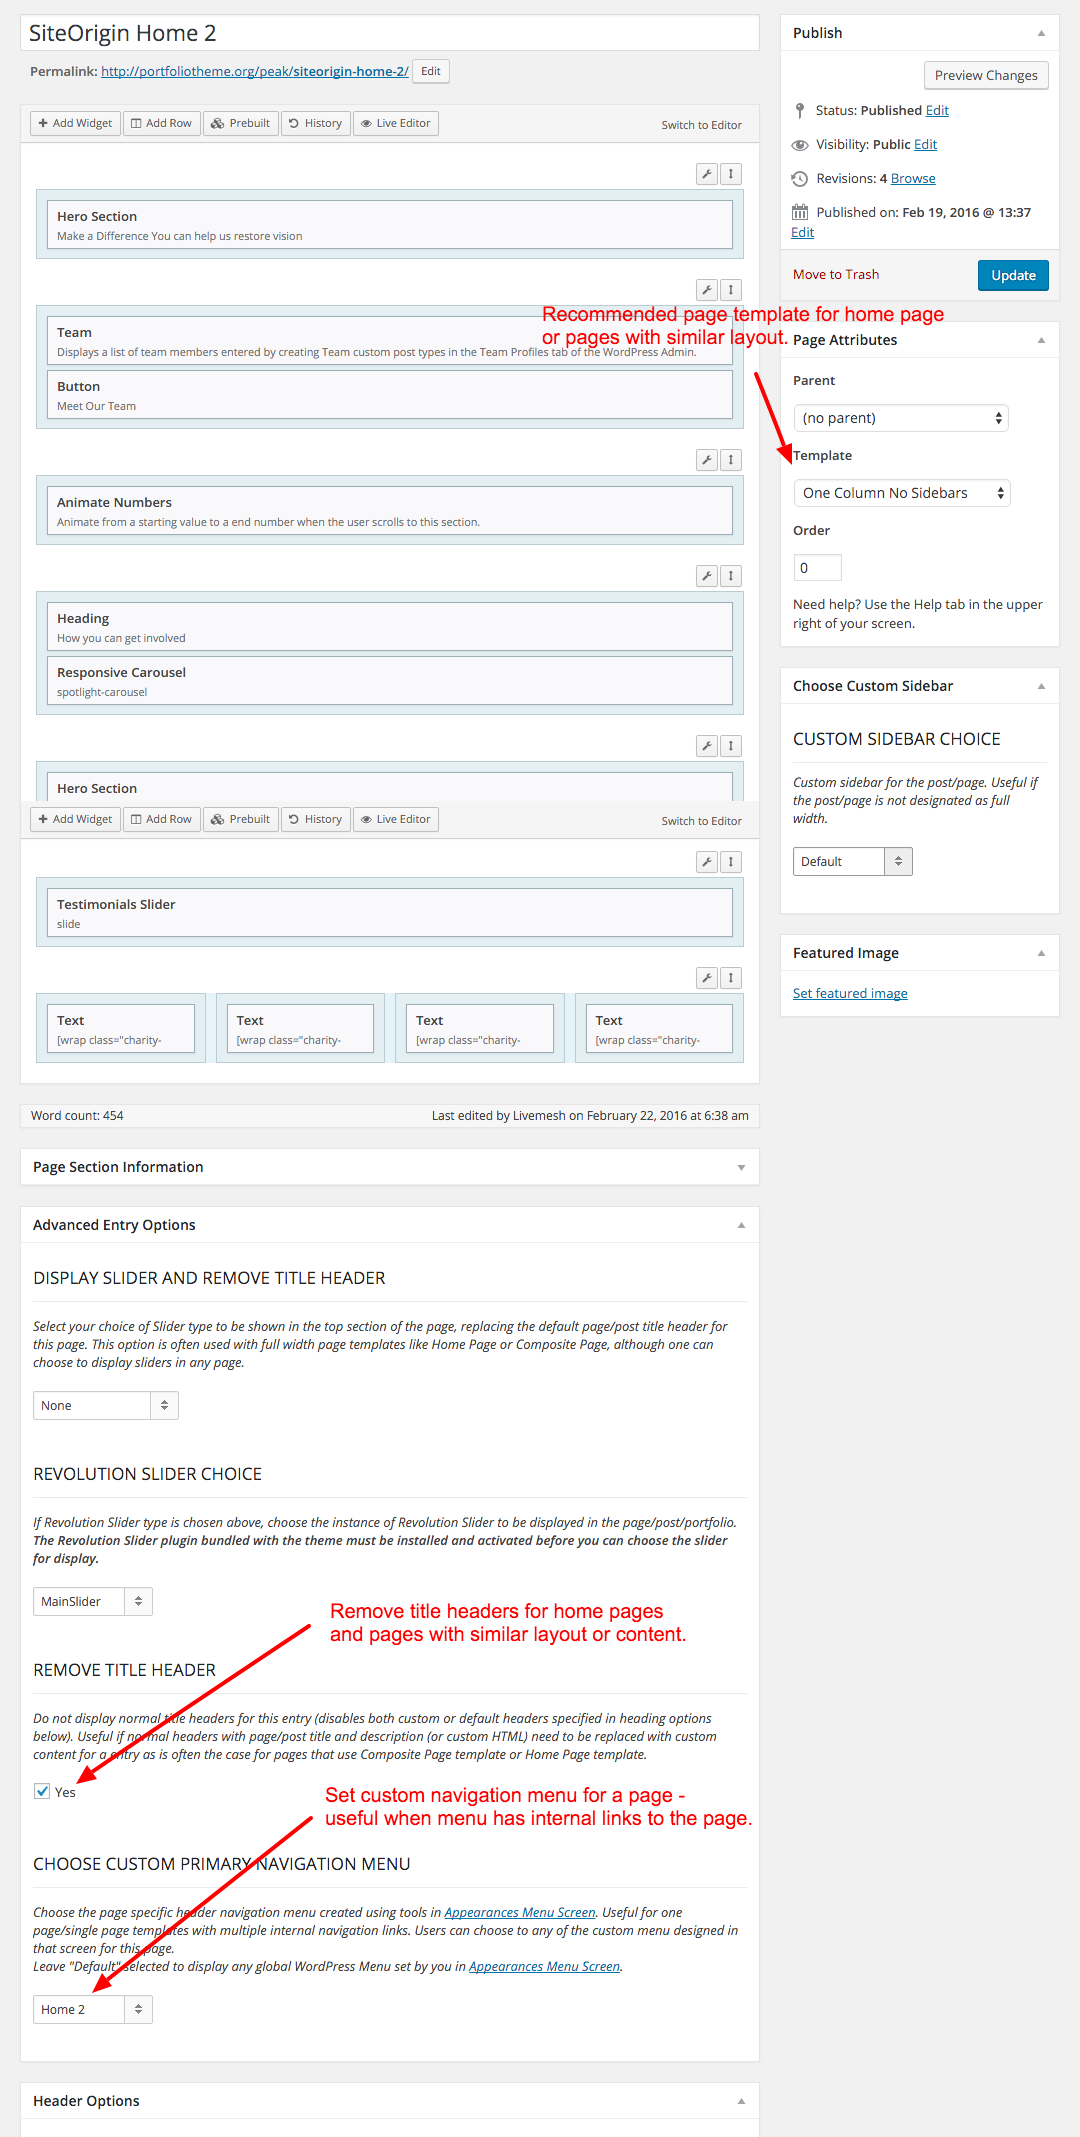 SiteOrigin Home 2
Permalink: http://portfoliotheme.org/peak/siteorigin-home-2/ Edit
Add Widget Add Row Prebuilt History Live Editor Switch to Editor
Hero Section
Make a Difference You can help us restore vision
Team
Displays a list of team members entered by creating Team custom post types in the Team Profiles tab of the WordPress Admin.
Button
Meet Our Team
Animate Numbers
Animate from a starting value to a end number when the user scrolls to this section.
Heading
How you can get involved
Responsive Carousel
spotlight-carousel
Hero Section
Add Widget Add Row Prebuilt History Live Editor Switch to Editor
Testimonials Slider
slide
Text Text Text Text
[wrap class="charity- [wrap class="charity- [wrap class="charity- [wrap class="charity-
Word count: 454 Last edited by Livemesh on February 22, 2016 at 6:38 am
Page Section Information
Advanced Entry Options
DISPLAY SLIDER AND REMOVE TITLE HEADER
Select your choice of Slider type to be shown in the top section of the page, replacing the default page/post title header for
this page. This option is often used with full width page templates like Home Page or Composite Page, although one can
choose to display sliders in any page.
None
REVOLUTION SLIDER CHOICE
If Revolution Slider type is chosen above, choose the instance of Revolution Slider to be displayed in the page/post/portfolio.
The Revolution Slider plugin bundled with the theme must be installed and activated before you can choose the slider
for display.
MainSlider
Remove title headers for home pages
and pages with similar layout or content.
REMOVE TITLE HEADER
Do not display normal title headers for this entry (disables both custom or default headers specified in heading options
below). Useful if normal headers with page/post title and description (or custom HTML) need to be replaced with custom
content for a entry as is often the case for pages that use Composite Page template or Home Page template.
Yes
Set custom navigation menu for a page -
useful when menu has internal links to the page.
CHOOSE CUSTOM PRIMARY NAVIGATION MENU
Choose the page specific header navigation menu created using tools in Appearances Menu Screen. Useful for one
page/single page templates with multiple internal navigation links. Users can choose to any of the custom menu designed in
that screen for this page.
Leave "Default" selected to display any global WordPress Menu set by you in Appearances Menu Screen.
Home 2
Header Options
Publish
Preview Changes
Status: Published Edit
Visibility: Public Edit
Revisions: 4 Browse
Published on: Feb 19, 2016 @ 13:37
Edit
Move to Trash Update
Recommended page template for home page
or pages with similar layout.
Page Attributes
Parent
(no parent)
Template
One Column No Sidebars
Order
0
Need help? Use the Help tab in the upper
right of your screen.
Choose Custom Sidebar
CUSTOM SIDEBAR CHOICE
Custom sidebar for the post/page. Useful if
the post/page is not designated as full
width.
Default
Featured Image
Set featured image